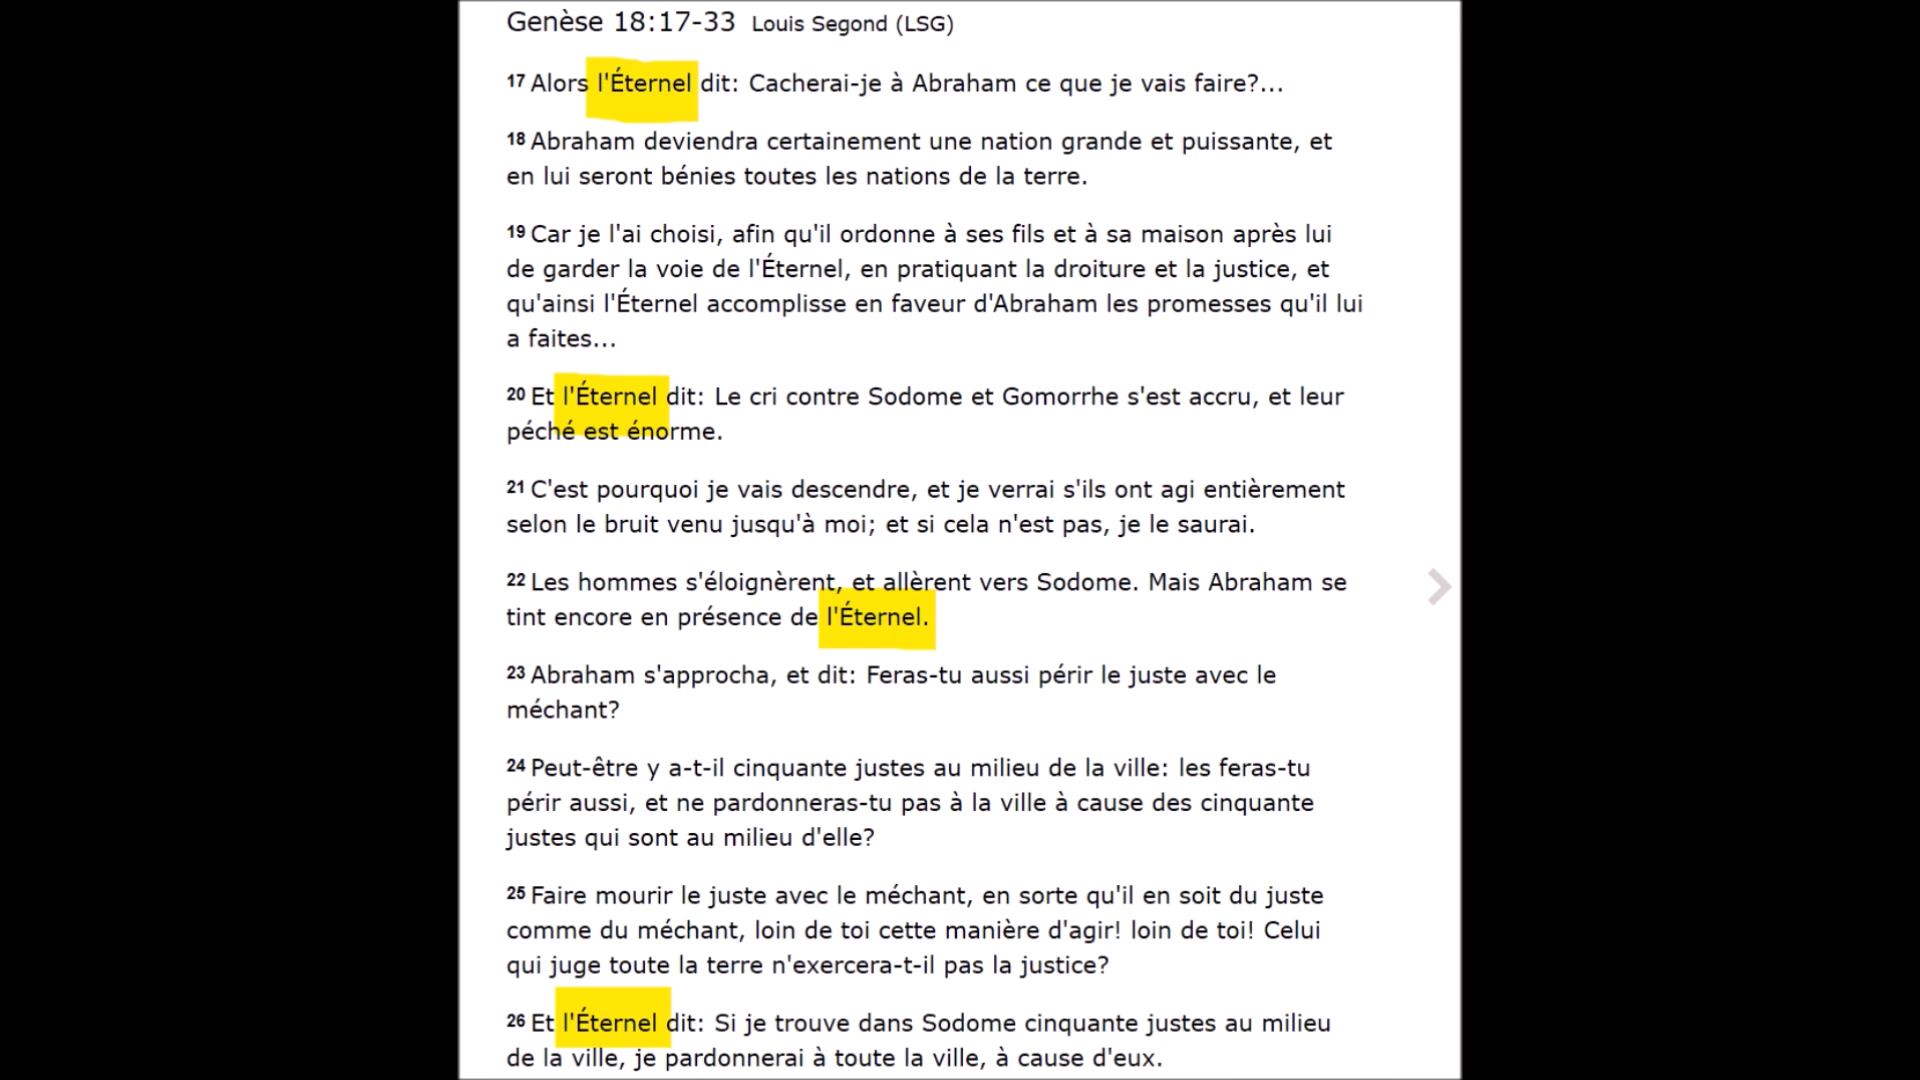 Genèse 18:17-33 Louis Segond (LSG)
17 Alors l'Éternel dit: Cacherai-je à Abraham ce que je vais faire?...
18 Abraham deviendra certainement une nation grande et puissante, et
en lui seront bénies toutes les nations de la terre.
19 Car je l'ai choisi, afin qu'il ordonne à ses fils et à sa maison après lui
de garder la voie de l'Éternel, en pratiquant la droiture et la justice, et
qu'ainsi l'Éternel accomplisse en faveur d'Abraham les promesses qu'il lui
a faites...
20 Et l'Éternel dit: Le cri contre Sodome et Gomorrhe s'est accru, et leur
péché est énorme.
21 C'est pourquoi je vais descendre, et je verrai s'ils ont agi entièrement
selon le bruit venu jusqu'à moi; et si cela n'est pas, je le saurai.
22 Les hommes s'éloignèrent, et allèrent vers Sodome. Mais Abraham se
tint encore en présence de l'Éternel.
23 Abraham s'approcha, et dit: Feras-tu aussi périr le juste avec le
méchant?
24 Peut-être y a-t-il cinquante justes au milieu de la ville: les feras-tu
périr aussi, et ne pardonneras-tu pas à la ville à cause des cinquante
justes qui sont au milieu d'elle?
25 Faire mourir le juste avec le méchant, en sorte qu'il en soit du juste
comme du méchant, loin de toi cette manière d'agir! loin de toi! Celui
qui juge toute la terre n'exercera-t-il pas la justice?
26 Et l'Éternel dit: Si je trouve dans Sodome cinquante justes au milieu
de la ville, je pardonnerai à toute la ville, à cause d'eux.